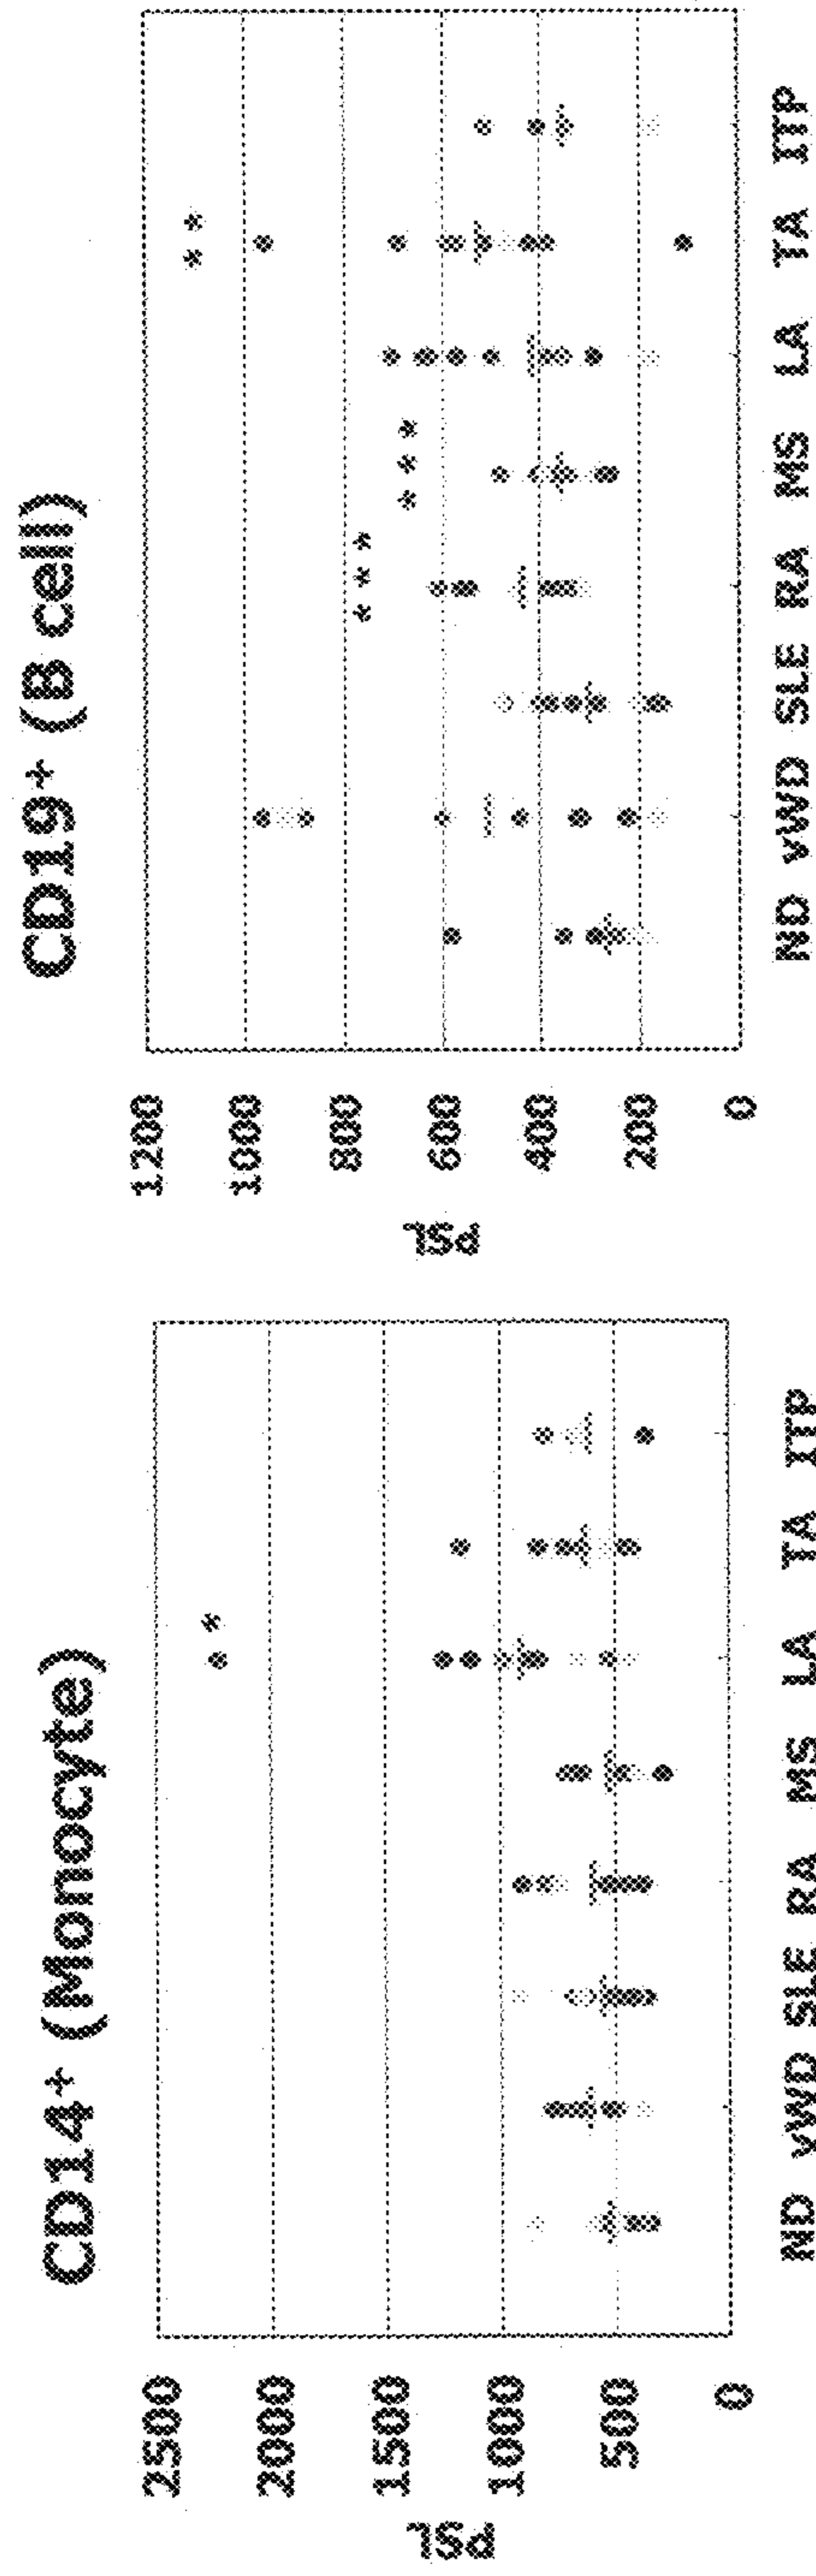 CD14+ (Monocyte)
PSL
2500
2000
1500
1000
500
0
*
ND vWD SLE RA MS LA TA ITP
CD19+ (B cell)
PSL
1200
1000
800
600
400
200
0
* * *
* * *
* *
ND vWD SLE RA MS LA TA ITP